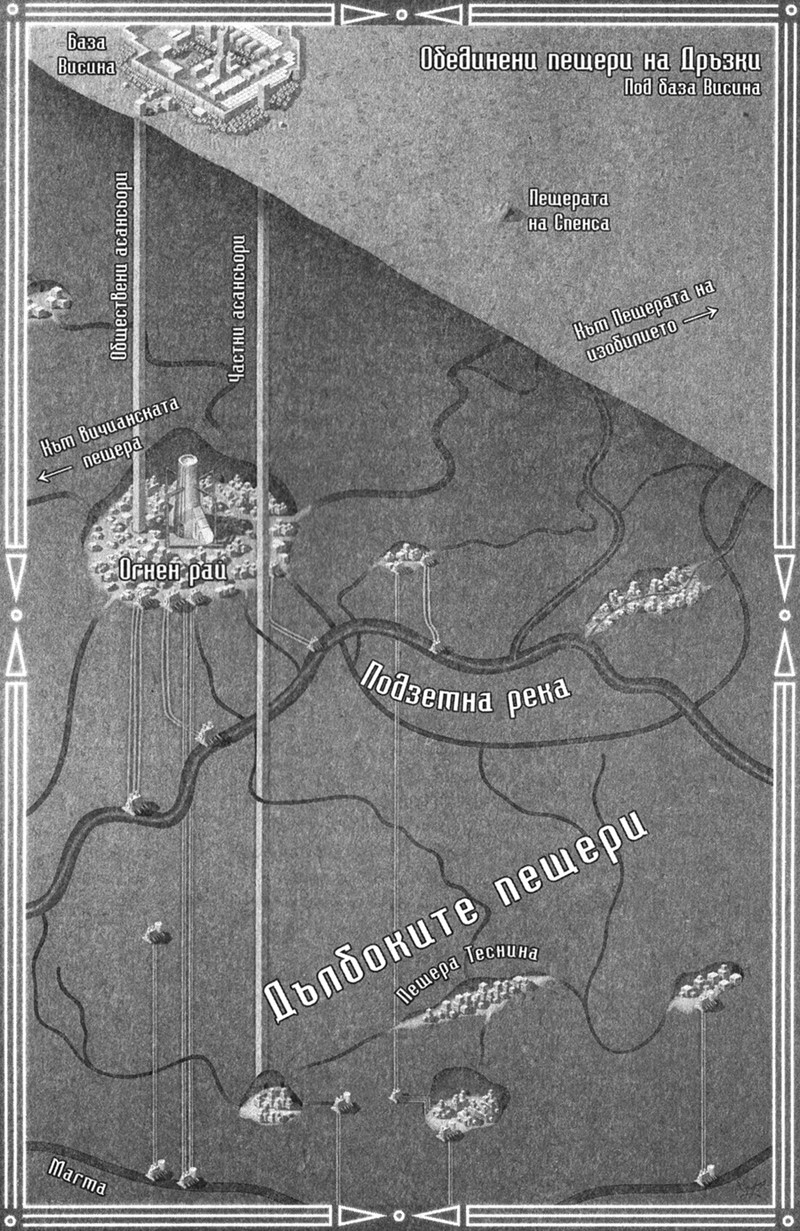 База
Висина
Обединени пещери на Дръзки
Под база Висина
Пещерата
на Спенса
Обществени асансьори
Частни асансьори
Към Пещерата на
изобилието
Към Вичианската
пещера
Огнен рай
Подзетна река
Дълбоките пещери
Пещера Теснина
Магма